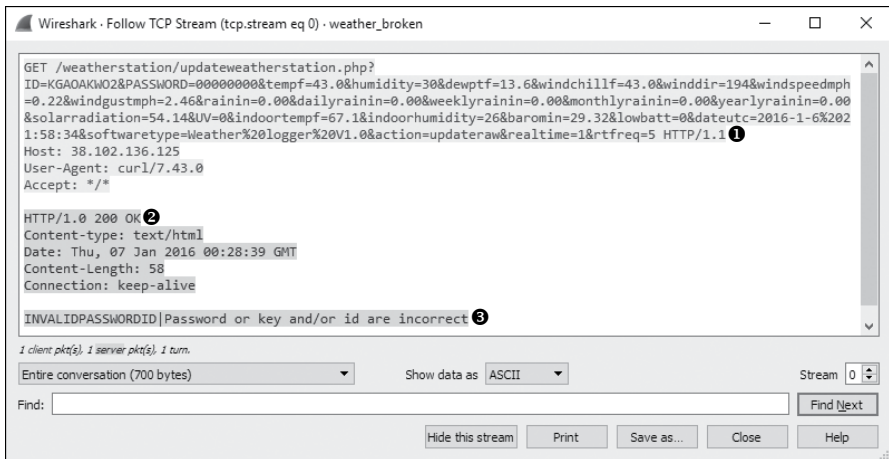 Wireshark · Follow TCP Stream (tcp.stream eq 0) · weather_broken
GET /weatherstation/updateweatherstation.php?
ID=KGAOAKWO2&PASSWORD=00000000&tempf=43.0&humidity=30&dewptf=13.6&windchillf=43.0&winddir=194&windspeedmph
=0.22&windgustmph=2.46&rainin=0.00&dailyrainin=0.00&weeklyrainin=0.00&monthlyrainin=0.00&yearlyrainin=0.00
&solarradiation=54.14&UV=0&indoortempf=67.1&indoorhumidity=26&baromin=29.32&lowbatt=0&dateutc=2016-1-6%202
1:58:34&softwaretype=Weather%20logger%20V1.0&action=updateraw&realtime=1&rtfreq=5 HTTP/1.1 ❶
Host: 38.102.136.125
User-Agent: curl/7.43.0
Accept: */*
HTTP/1.0 200 OK ❷
Content-type: text/html
Date: Thu, 07 Jan 2016 00:28:39 GMT
Content-Length: 58
Connection: keep-alive
INVALIDPASSWORDID|Password or key and/or id are incorrect ❸
1 client pkt(s), 1 server pkt(s), 1 turn.
Entire conversation (700 bytes) Show data as ASCII Stream 0
Find: Find Next
Hide this stream Print Save as... Close Help